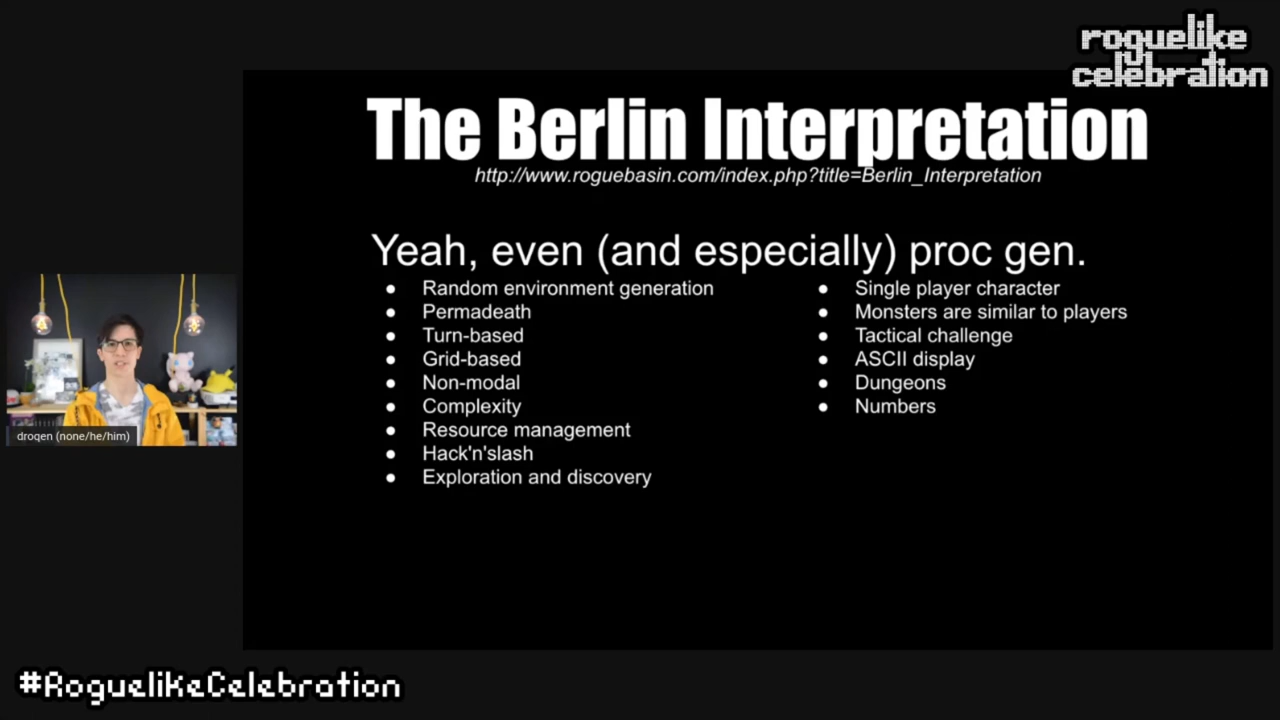 roguelike
celebration
The Berlin Interpretation
http://www.roguebasin.com/index.php?title=Berlin_Interpretation
Yeah, even (and especially) proc gen.
Random environment generation
Permadeath
Turn-based
Grid-based
Non-modal
Complexity
Resource management
Hack'n'slash
Exploration and discovery
Single player character
Monsters are similar to players
Tactical challenge
ASCII display
Dungeons
Numbers
droqen (none/he/him)
#RoguelikeCelebration